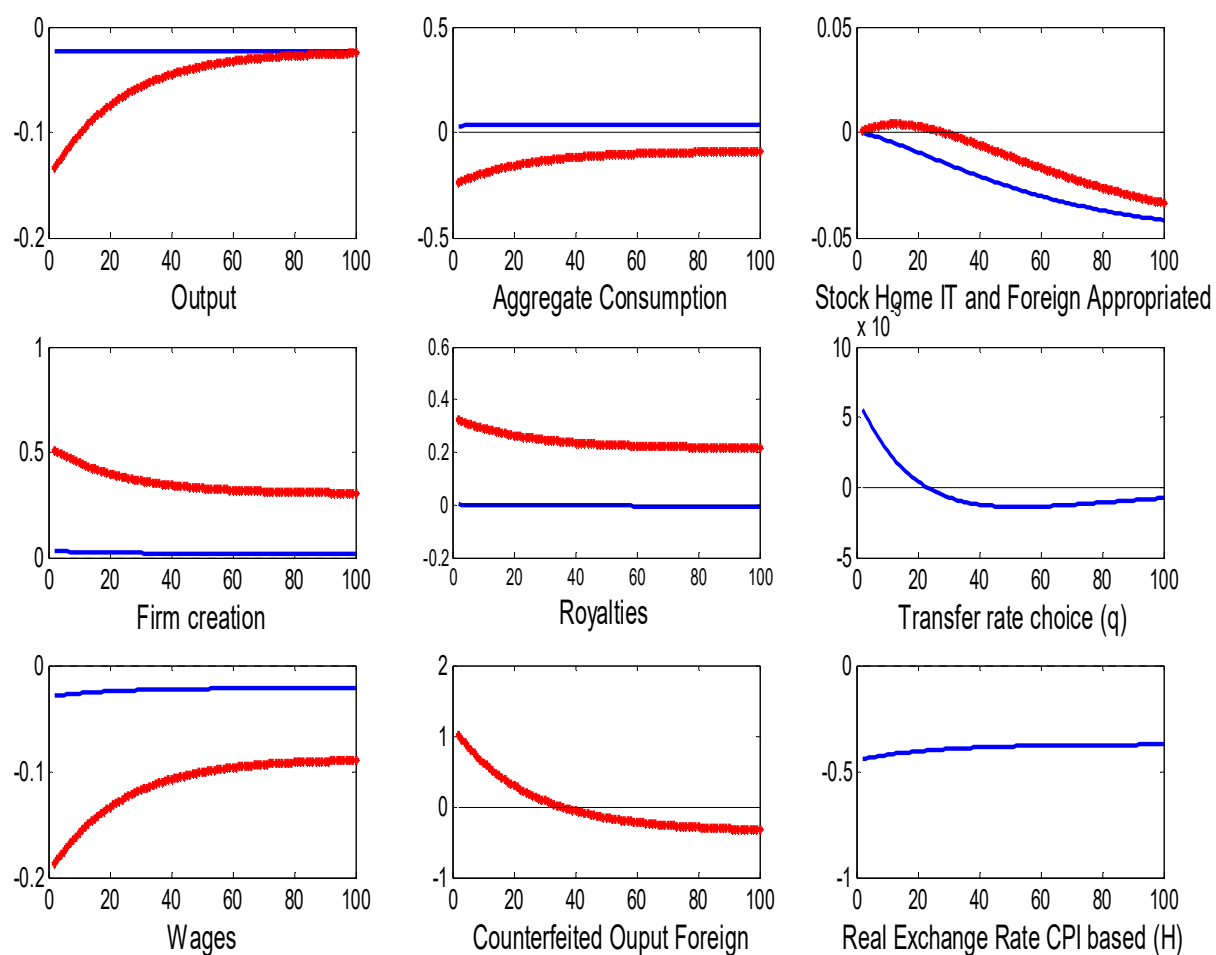 0
-0.1
-0.2
0 20 40 60 80 100
Output
0.5
0
-0.5
0 20 40 60 80 100
Aggregate Consumption
0.05
0
-0.05
0 20 40 60 80 100
Stock Home IT and Foreign Appropriated
1
0.5
0
0 20 40 60 80 100
Firm creation
0.6
0.4
0.2
0
-0.2
0 20 40 60 80 100
Royalties
x 10^-3
10
5
0
-5
0 20 40 60 80 100
Transfer rate choice (q)
0
-0.1
-0.2
0 20 40 60 80 100
Wages
2
1
0
-1
0 20 40 60 80 100
Counterfeited Ouput Foreign
0
-0.5
-1
0 20 40 60 80 100
Real Exchange Rate CPI based (H)